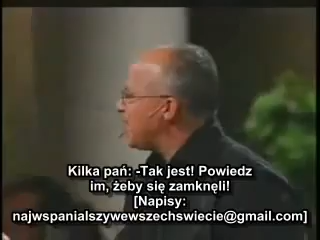 Kilka pań: -Tak jest! Powiedz
im, żeby się zamknęli!
[Napisy:
najwspanialszywewszechswiecie@gmail.com]